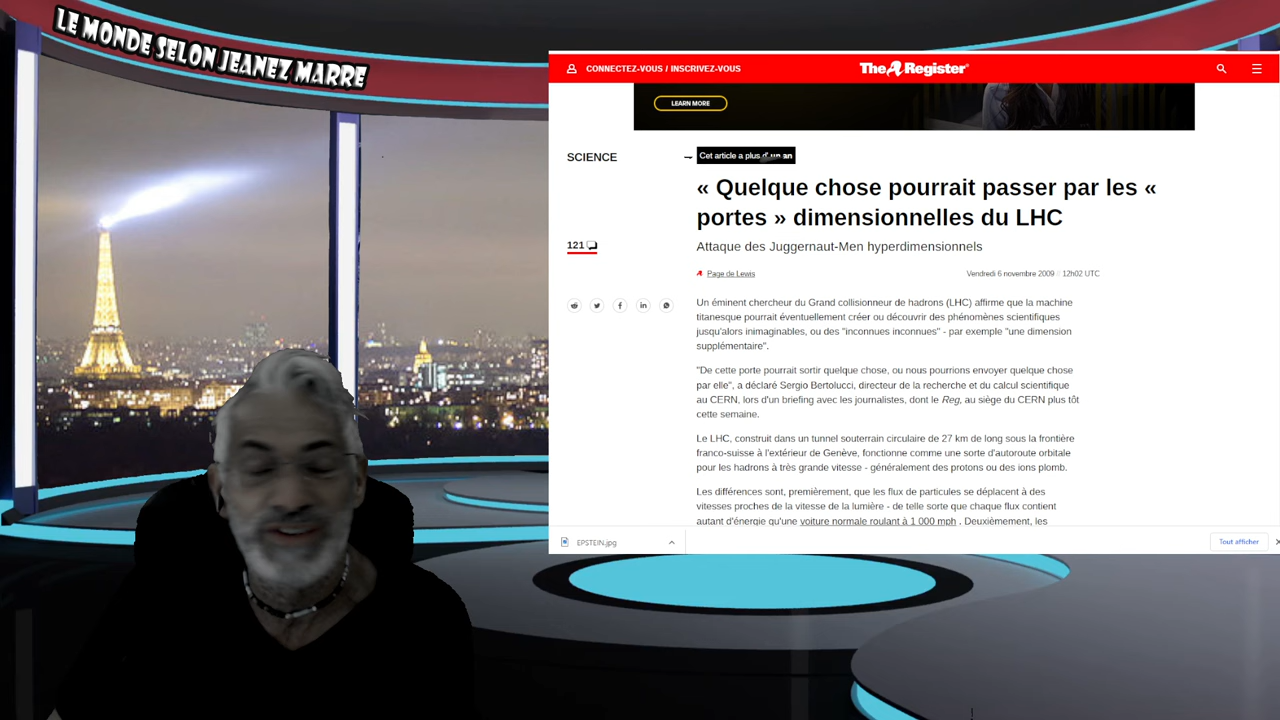 LE MONDE SELON JEANEZ MARRE
CONNECTEZ-VOUS / INSCRIVEZ-VOUS
The Register®
LEARN MORE
SCIENCE
Cet article a plus d'un an
« Quelque chose pourrait passer par les «
portes » dimensionnelles du LHC
121
Attaque des Juggernaut-Men hyperdimensionnels
Page de Lewis
Vendredi 6 novembre 2009 // 12h02 UTC
Un éminent chercheur du Grand collisionneur de hadrons (LHC) affirme que la machine
titanesque pourrait éventuellement créer ou découvrir des phénomènes scientifiques
jusqu'alors inimaginables, ou des "inconnues inconnues" - par exemple "une dimension
supplémentaire".
"De cette porte pourrait sortir quelque chose, ou nous pourrions envoyer quelque chose
par elle", a déclaré Sergio Bertolucci, directeur de la recherche et du calcul scientifique
au CERN, lors d'un briefing avec les journalistes, dont le Reg, au siège du CERN plus tôt
cette semaine.
Le LHC, construit dans un tunnel souterrain circulaire de 27 km de long sous la frontière
franco-suisse à l'extérieur de Genève, fonctionne comme une sorte d'autoroute orbitale
pour les hadrons à très grande vitesse - généralement des protons ou des ions plomb.
Les différences sont, premièrement, que les flux de particules se déplacent à des
vitesses proches de la vitesse de la lumière - de telle sorte que chaque flux contient
autant d'énergie qu'une voiture normale roulant à 1 000 mph . Deuxièmement, les
EPSTEIN.jpg
Tout afficher